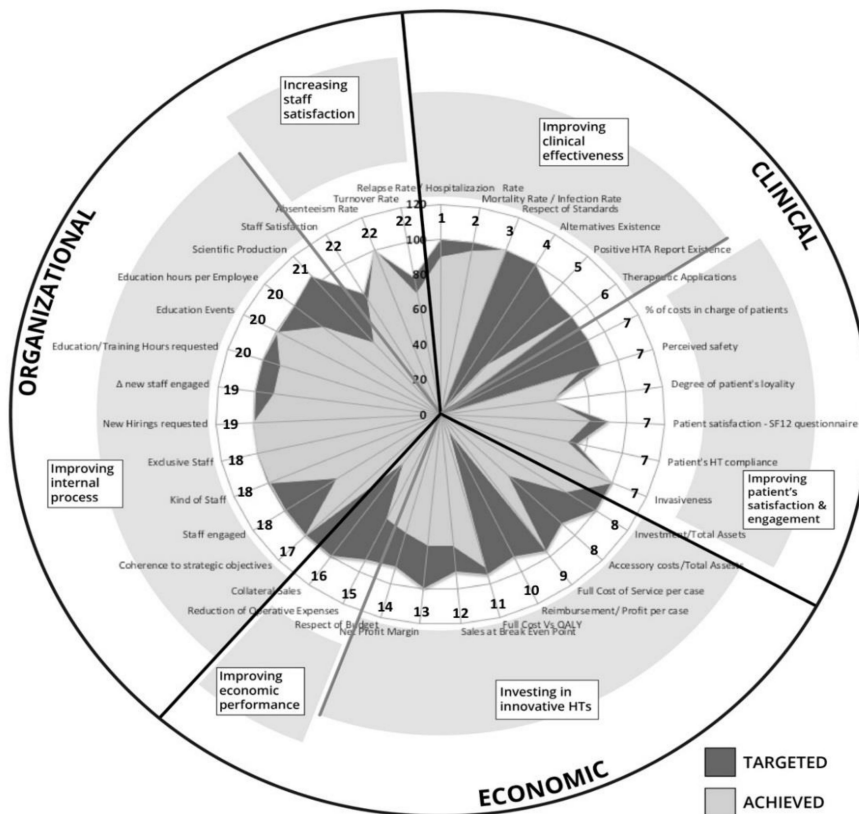 ORGANIZATIONAL
CLINICAL
ECONOMIC
Increasing
staff
satisfaction
Improving
clinical
effectiveness
Improving
patient's
satisfaction &
engagement
Investing in
innovative HTs
Improving
economic
performance
Improving
internal
process
Relapse Rate / Hospitalizazion Rate
Mortality Rate / Infection Rate
Respect of Standards
Alternatives Existence
Positive HTA Report Existence
Therapeutic Applications
% of costs in charge of patients
Perceived safety
Degree of patient's loyality
Patient satisfaction - SF12 questionnaire
Patient's HT compliance
Invasiveness
Investment/Total Assets
Accessory costs/Total Assets
Full Cost of Service per case
Reimbursement/ Profit per case
Full Cost Vs QALY
Sales at Break Even Point
Net Profit Margin
Respect of Budget
Reduction of Operative Expenses
Collateral Sales
Coherence to strategic objectives
Staff engaged
Kind of Staff
Exclusive Staff
New Hirings requested
Δ new staff engaged
Education/Training Hours requested
Education Events
Education hours per Employee
Scientific Production
Staff Satisfaction
Absenteeism Rate
Turnover Rate
120
100
80
60
40
20
0
1
2
3
4
5
6
7
7
7
7
7
7
8
8
9
10
11
12
13
14
15
16
17
18
18
18
19
19
20
20
20
21
22
22
22
TARGETED
ACHIEVED